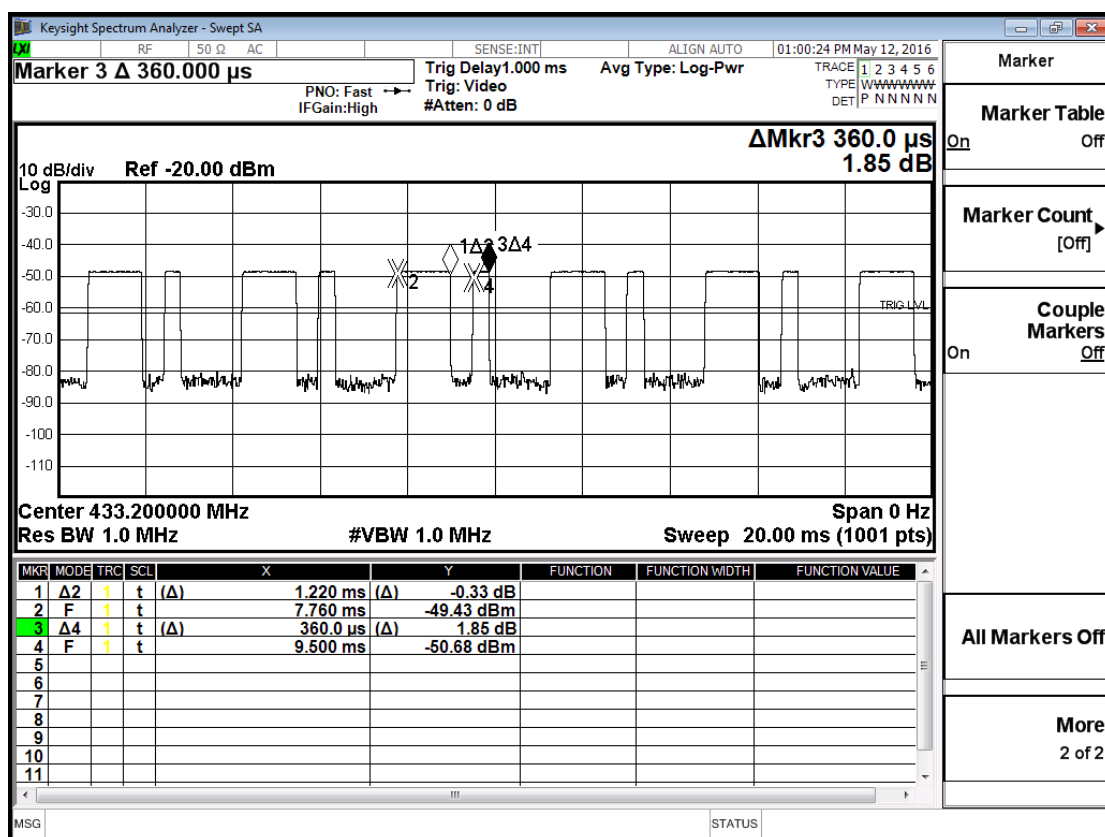 Keysight Spectrum Analyzer - Swept SA
LXI RF 50 Ω AC SENSE:INT ALIGN AUTO 01:00:24 PM May 12, 2016
Marker 3 Δ 360.000 µs
PNO: Fast
IFGain:High
Trig Delay1.000 ms
Trig: Video
#Atten: 0 dB
Avg Type: Log-Pwr
TRACE 1 2 3 4 5 6
TYPE WWWWWW
DET P N N N N N
ΔMkr3 360.0 µs
1.85 dB
10 dB/div Ref -20.00 dBm
Log
-30.0
-40.0
-50.0
-60.0
-70.0
-80.0
-90.0
-100
-110
1Δ2 3Δ4
2 4
TRIG LVL
Center 433.200000 MHz Span 0 Hz
Res BW 1.0 MHz #VBW 1.0 MHz Sweep 20.00 ms (1001 pts)
MKR MODE TRC SCL X Y FUNCTION FUNCTION WIDTH FUNCTION VALUE
1 Δ2 1 t (Δ) 1.220 ms (Δ) -0.33 dB
2 F 1 t 7.760 ms -49.43 dBm
3 Δ4 1 t (Δ) 360.0 µs (Δ) 1.85 dB
4 F 1 t 9.500 ms -50.68 dBm
5
6
7
8
9
10
11
MSG STATUS
Marker
Marker Table
On Off
Marker Count
[Off]
Couple
Markers
On Off
All Markers Off
More
2 of 2